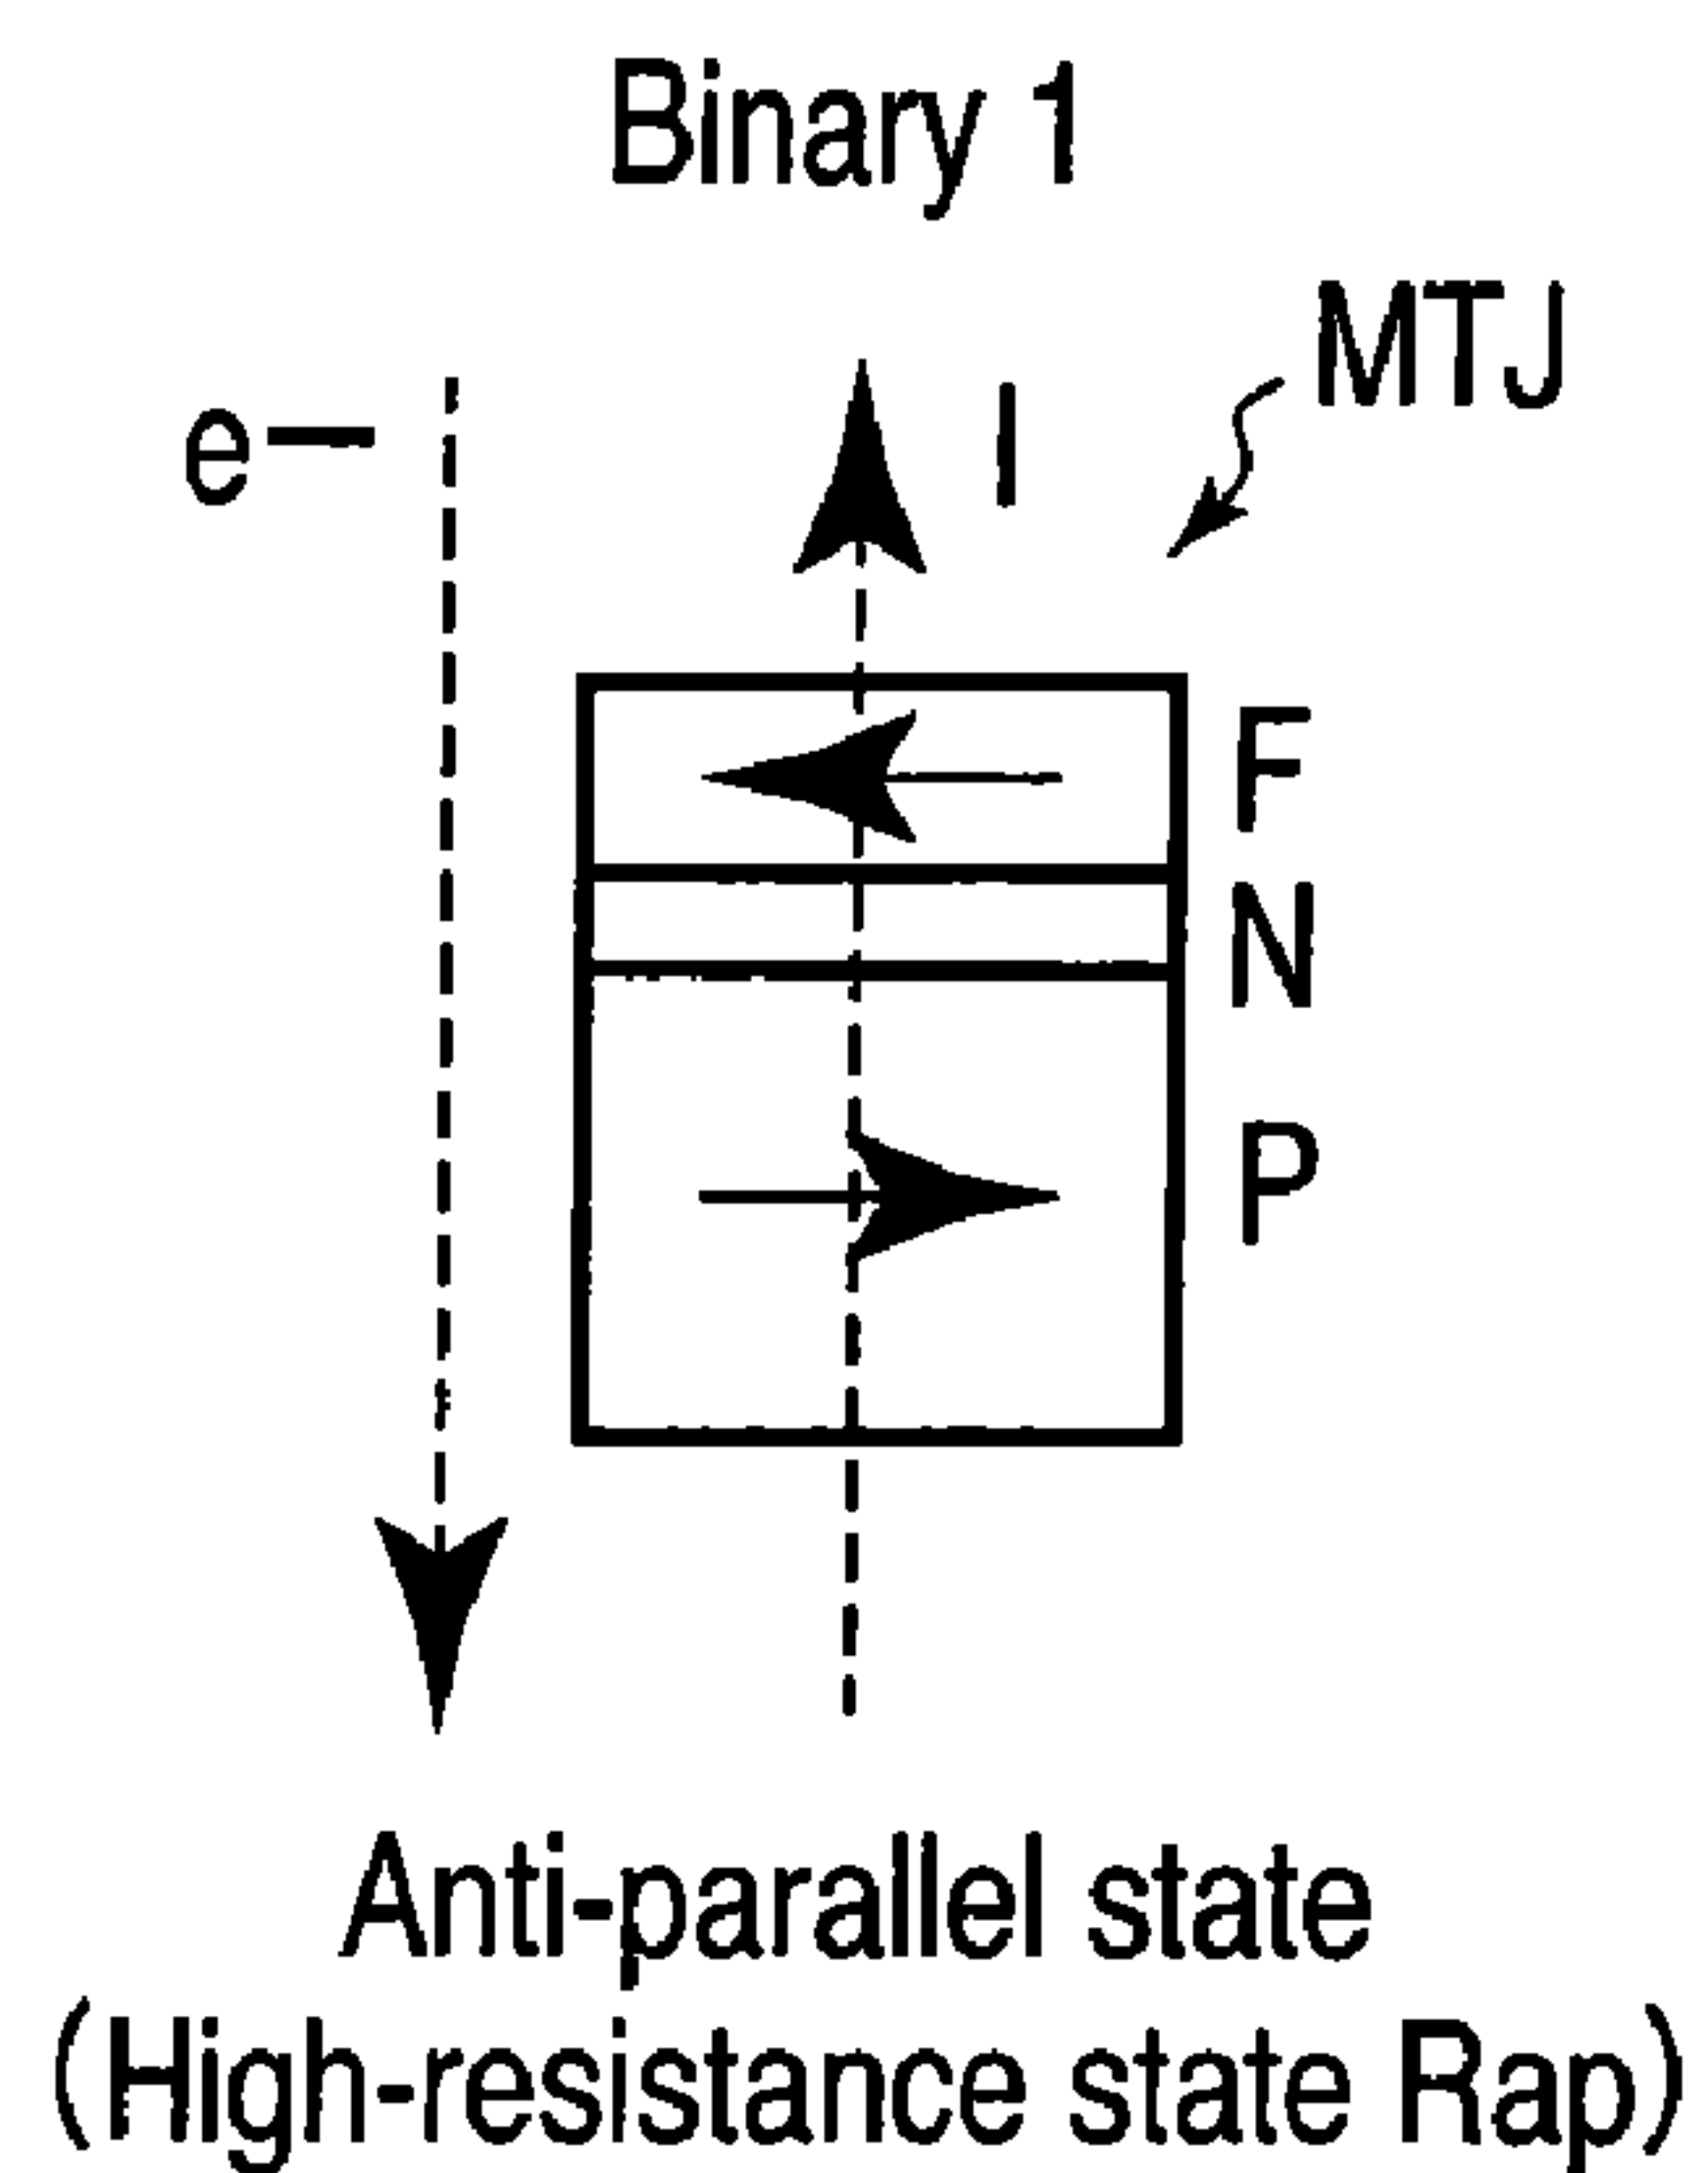 Binary 1
MTJ
e—
I
F
N
P
Anti-parallel state
(High-resistance state Rap)